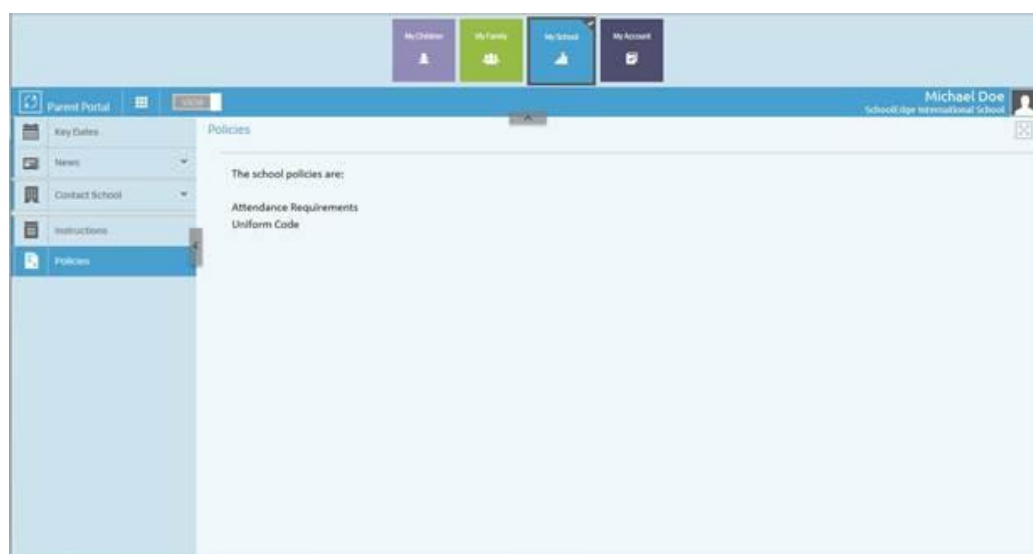 My Children
My Family
My School
My Account
Parent Portal
VIEW
Michael Doe
SchoolEdge International School
Key Dates
News
Contact School
Instructions
Policies
Policies
The school policies are:
Attendance Requirements
Uniform Code